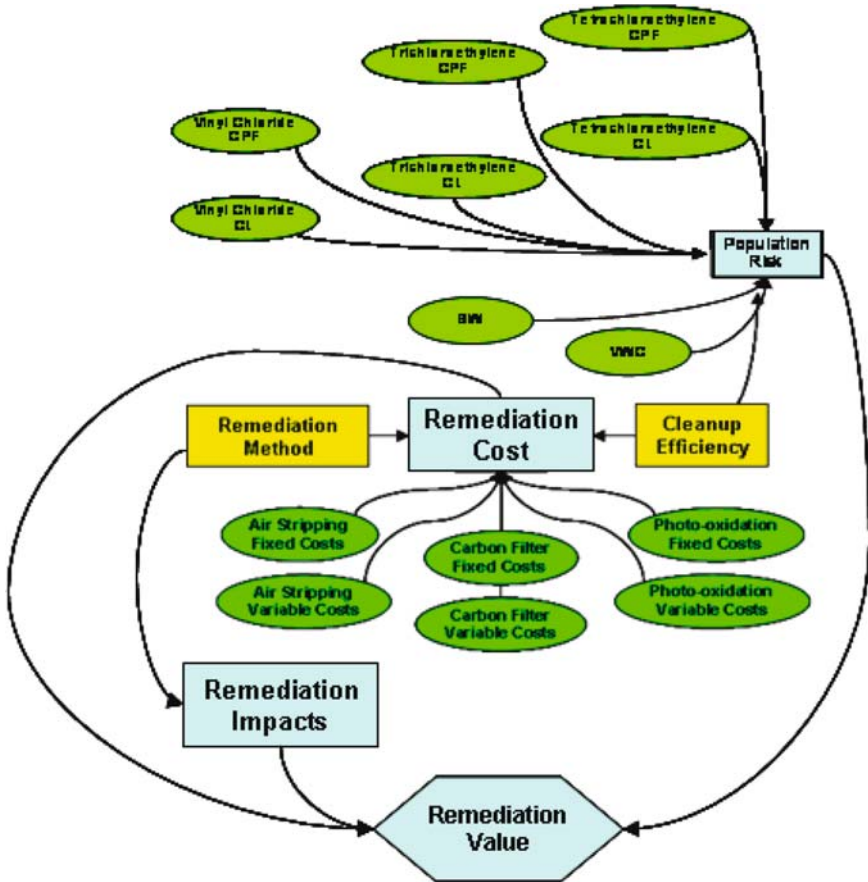 Tetrachloroethylene
CPF
Trichloroethylene
CPF
Vinyl Chloride
CPF
Tetrachloroethylene
CL
Trichloroethylene
CL
Vinyl Chloride
CL
Population
Risk
BW
VWC
Remediation
Method
Remediation
Cost
Cleanup
Efficiency
Air Stripping
Fixed Costs
Carbon Filter
Fixed Costs
Photo-oxidation
Fixed Costs
Air Stripping
Variable Costs
Carbon Filter
Variable Costs
Photo-oxidation
Variable Costs
Remediation
Impacts
Remediation
Value